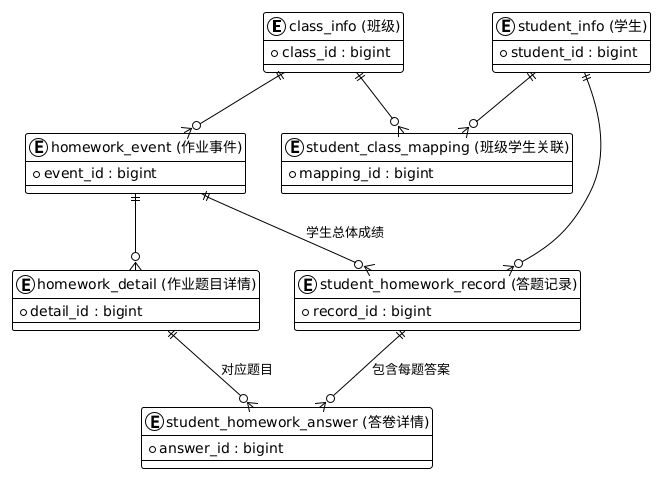 E class_info (班级)
class_id : bigint
E student_info (学生)
student_id : bigint
E homework_event (作业事件)
event_id : bigint
E student_class_mapping (班级学生关联)
mapping_id : bigint
学生总体成绩
E homework_detail (作业题目详情)
detail_id : bigint
E student_homework_record (答题记录)
record_id : bigint
对应题目
包含每题答案
E student_homework_answer (答卷详情)
answer_id : bigint